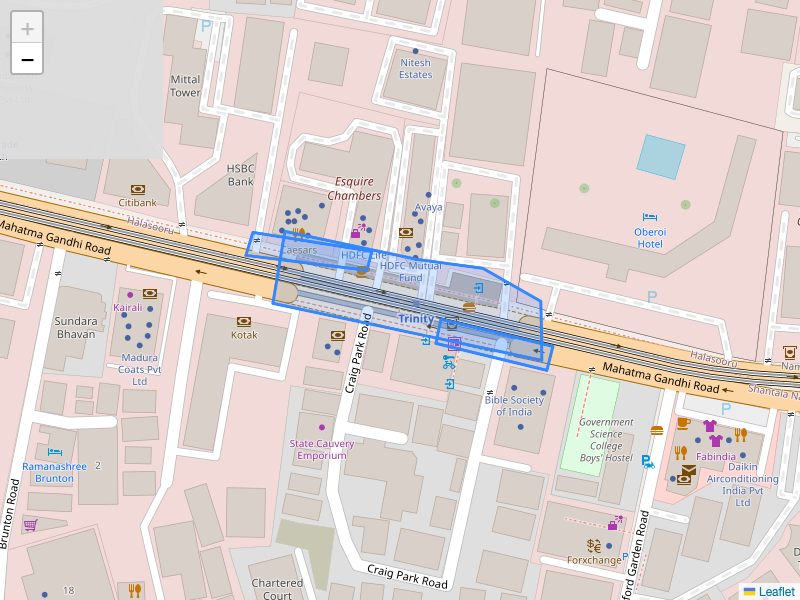 +
−
P
Nitesh
Estates
Mittal
Tower
HSBC
Bank
Esquire
Chambers
Citibank
Avaya
Halasooru
Oberoi
Hotel
Mahatma Gandhi Road
Caesars
HDFC Life
HDFC Mutual
Fund
P
Kairali
Trinity
Sundara
Bhavan
Kotak
Halasooru
Madura
Coats Pvt
Ltd
Craig Park Road
Mahatma Gandhi Road
Shantala N
Nam
Bible Society
of India
P
Government
Science
College
Boys' Hostel
State Cauvery
Emporium
Fabindia
Ramanashree
Brunton
2
Daikin
Airconditioning
India Pvt
Ltd
Brunton Road
Forxchange
P
ford Garden Road
Craig Park Road
Chartered
Court
18
D
Leaflet